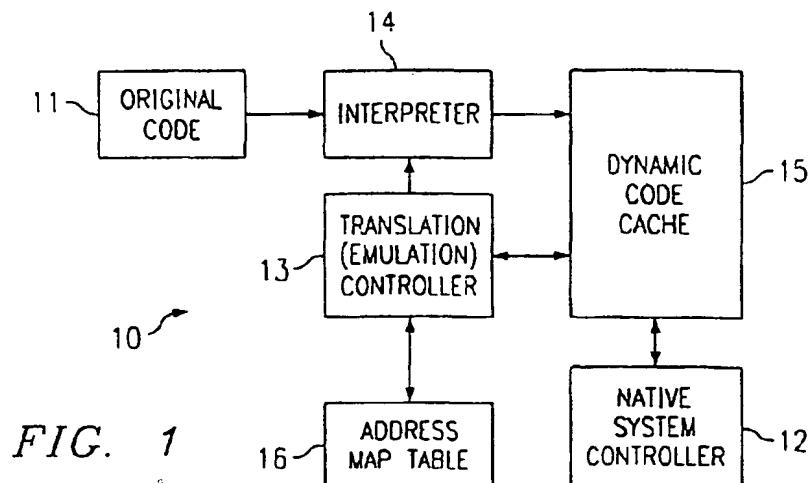 14
11
ORIGINAL
CODE
INTERPRETER
DYNAMIC
CODE
CACHE
15
TRANSLATION
(EMULATION)
CONTROLLER
13
10
FIG. 1
16
ADDRESS
MAP TABLE
NATIVE
SYSTEM
CONTROLLER
12